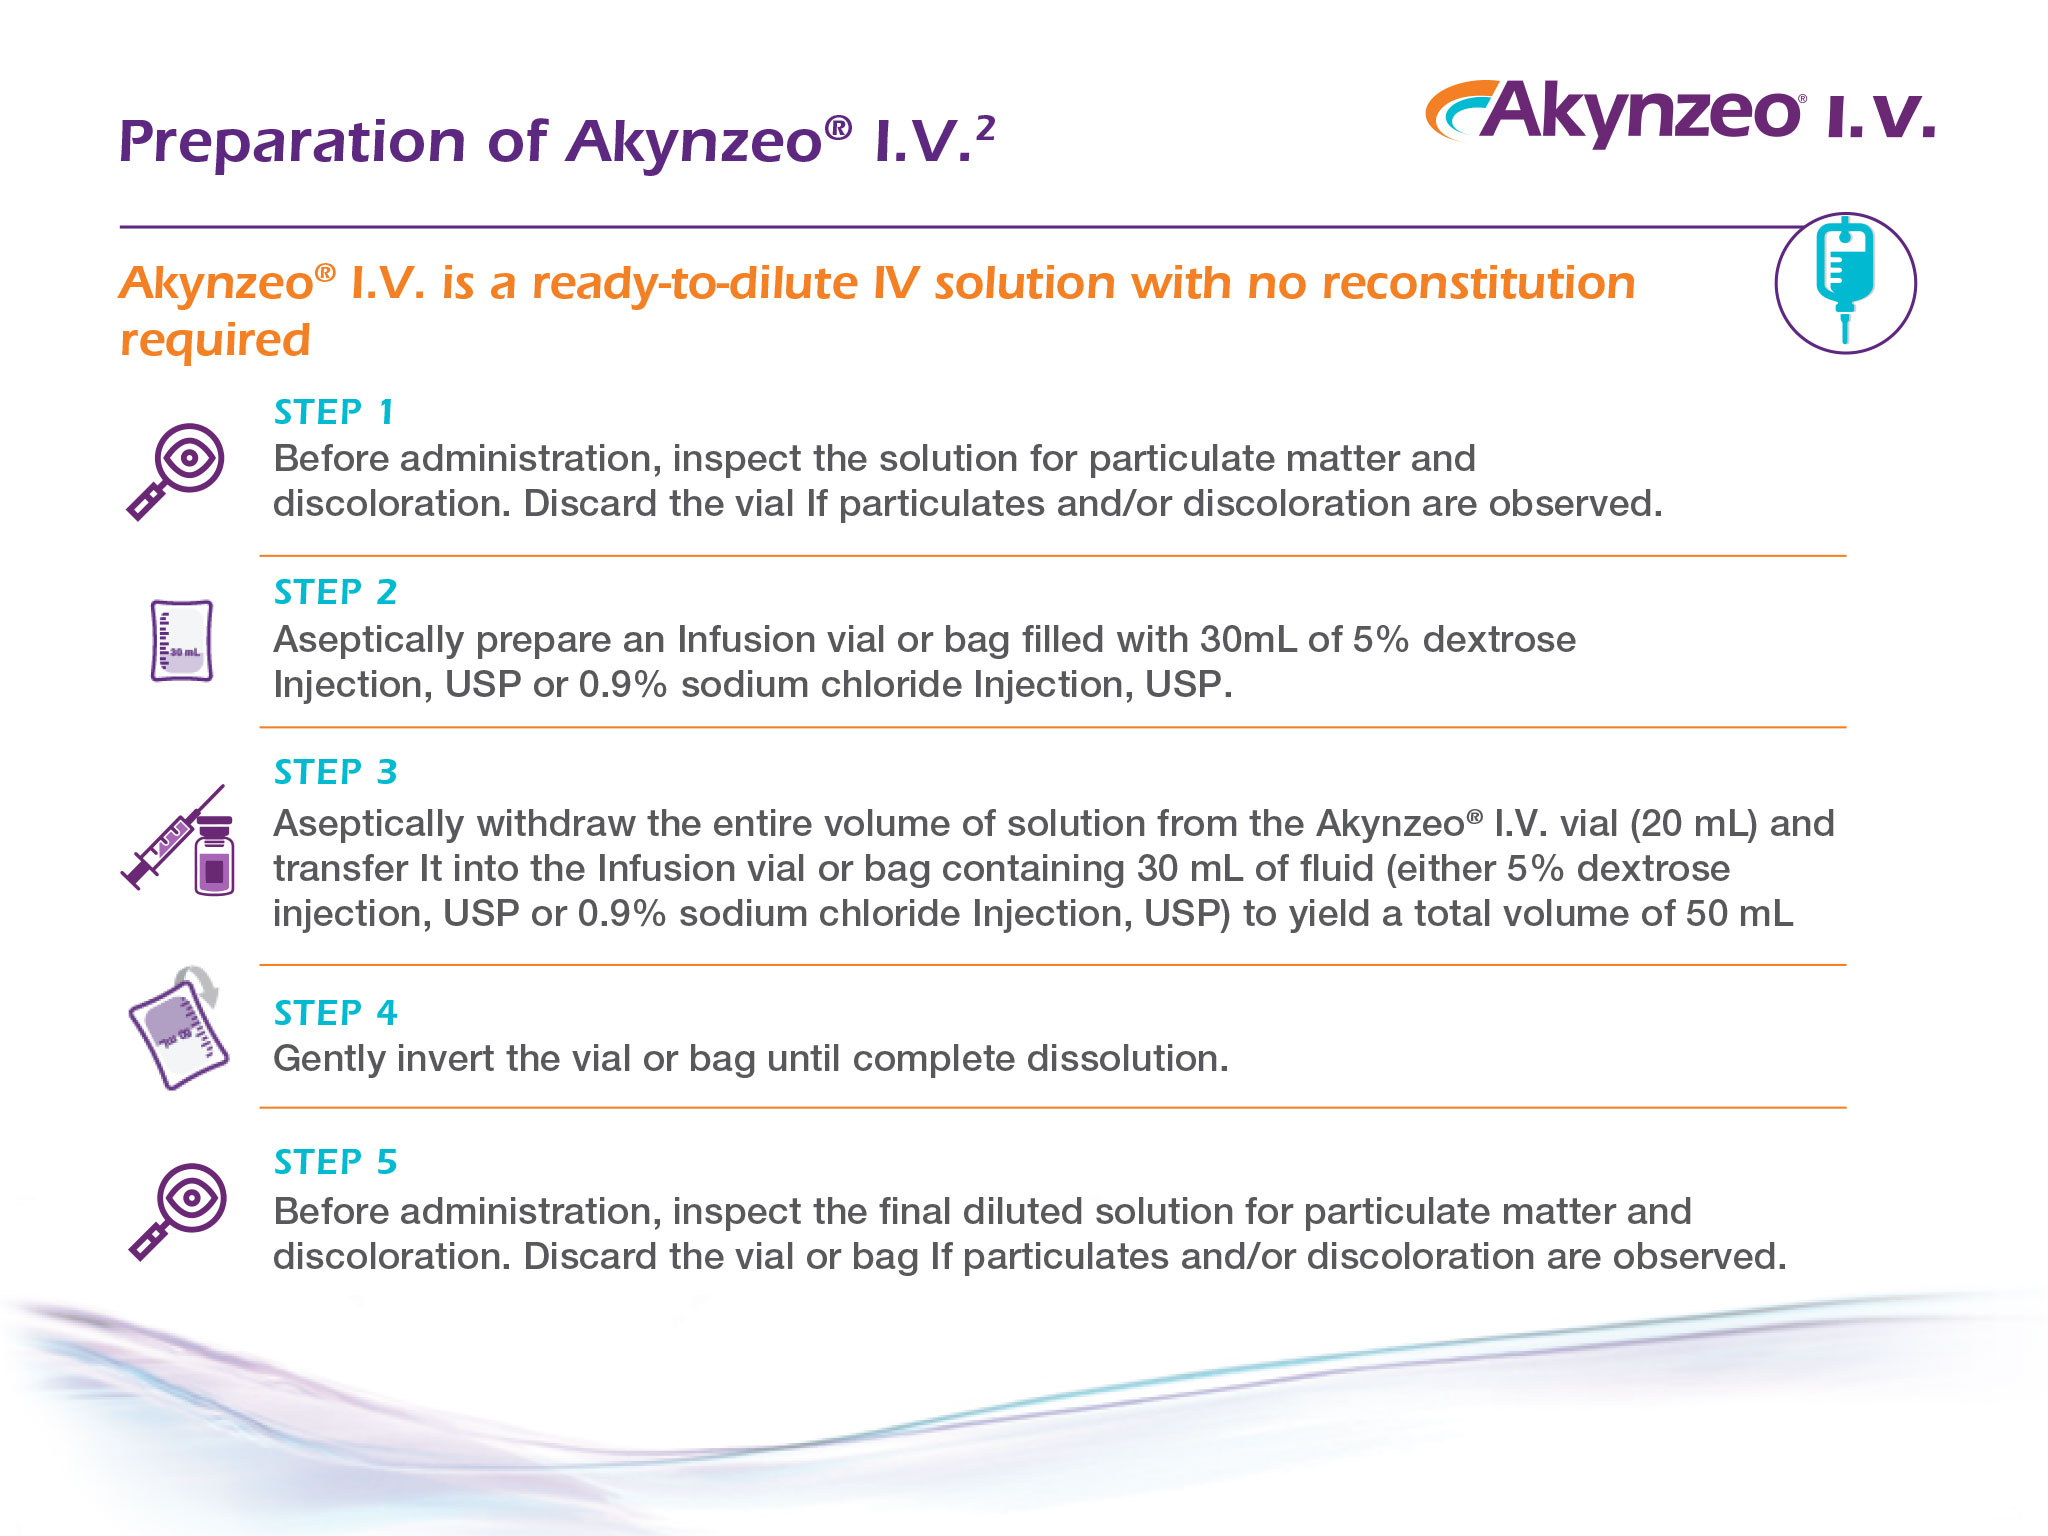 Akynzeo® I.V.
Preparation of Akynzeo® I.V.²
Akynzeo® I.V. is a ready-to-dilute IV solution with no reconstitution
required
STEP 1
Before administration, inspect the solution for particulate matter and
discoloration. Discard the vial If particulates and/or discoloration are observed.
30 mL
STEP 2
Aseptically prepare an Infusion vial or bag filled with 30mL of 5% dextrose
Injection, USP or 0.9% sodium chloride Injection, USP.
STEP 3
Aseptically withdraw the entire volume of solution from the Akynzeo® I.V. vial (20 mL) and
transfer It into the Infusion vial or bag containing 30 mL of fluid (either 5% dextrose
injection, USP or 0.9% sodium chloride Injection, USP) to yield a total volume of 50 mL
STEP 4
Gently invert the vial or bag until complete dissolution.
STEP 5
Before administration, inspect the final diluted solution for particulate matter and
discoloration. Discard the vial or bag If particulates and/or discoloration are observed.